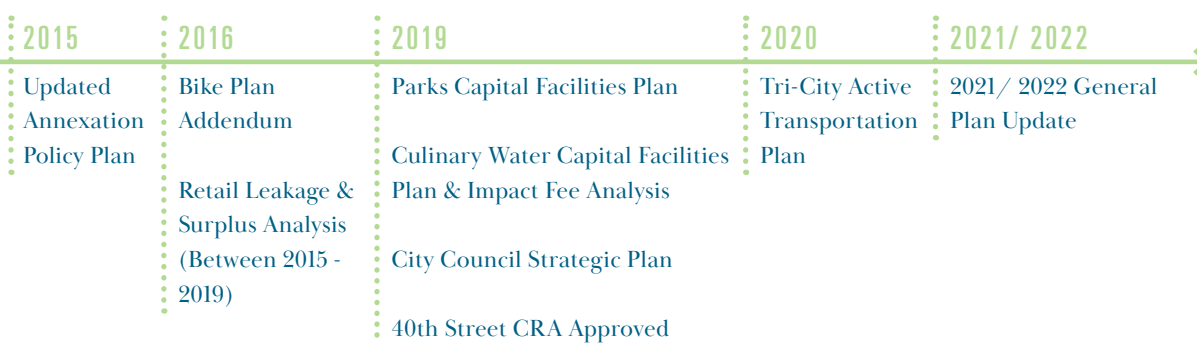 2015
Updated
Annexation
Policy Plan
2016
Bike Plan
Addendum
Retail Leakage &
Surplus Analysis
(Between 2015 -
2019)
2019
Parks Capital Facilities Plan
Culinary Water Capital Facilities
Plan & Impact Fee Analysis
City Council Strategic Plan
40th Street CRA Approved
2020
Tri-City Active
Transportation
Plan
2021/ 2022
2021/ 2022 General
Plan Update